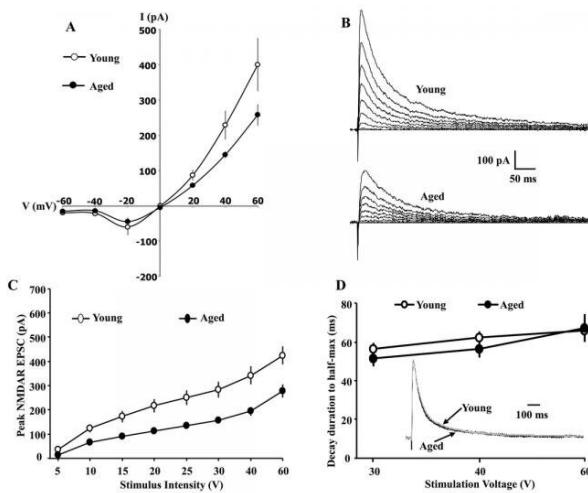 A
I (pA)
Young
Aged
500
400
300
200
100
-60 -40 -20 0 20 40 60
V (mV)
-100
-200
B
Young
100 pA
50 ms
Aged
C
Peak NMDAR EPSC (pA)
700
600
500
400
300
200
100
0
Young Aged
5 10 15 20 25 30 40 60
Stimulus Intensity (V)
D
Decay duration to half-max (ms)
80
60
40
20
0
Young Aged
100 ms
Young
Aged
30 40 60
Stimulation Voltage (V)